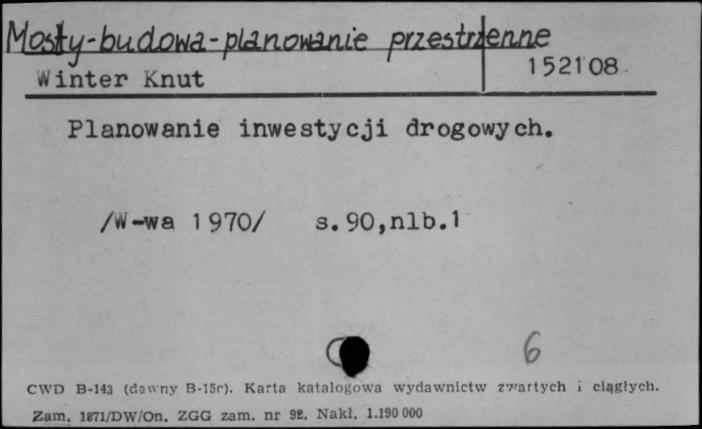 Mosty-budowa-planowanie przestrzenne
Winter Knut 152108
Planowanie inwestycji drogowych.
/W-wa 1970/ s.90,nlb.1
6
CWD B-143 (dawny B-15c). Karta katalogowa wydawnictw zwartych i ciągłych.
Zam. 1871/DW/On. ZGG zam. nr 92. Nakł. 1.190 000